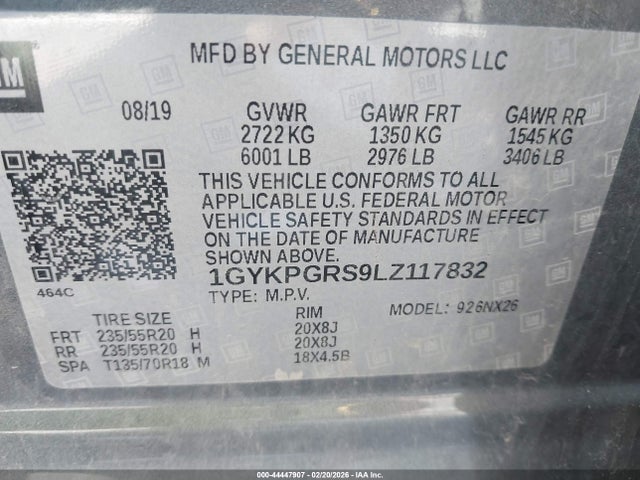 GM
MFD BY GENERAL MOTORS LLC
08/19 GVWR GAWR FRT GAWR RR
2722 KG 1350 KG 1545 KG
6001 LB 2976 LB 3406 LB
THIS VEHICLE CONFORMS TO ALL
APPLICABLE U.S. FEDERAL MOTOR
VEHICLE SAFETY STANDARDS IN EFFECT
ON THE DATE OF MANUFACTURE
SHOWN ABOVE.
464C
1GYKPGRS9LZ117832
TYPE: M.P.V. MODEL: 926NX26
TIRE SIZE RIM
FRT 235/55R20 H 20X8J
RR 235/55R20 H 20X8J
SPA T135/70R18 M 18X4.5B
000-44447907 - 02/20/2026 - IAA Inc.